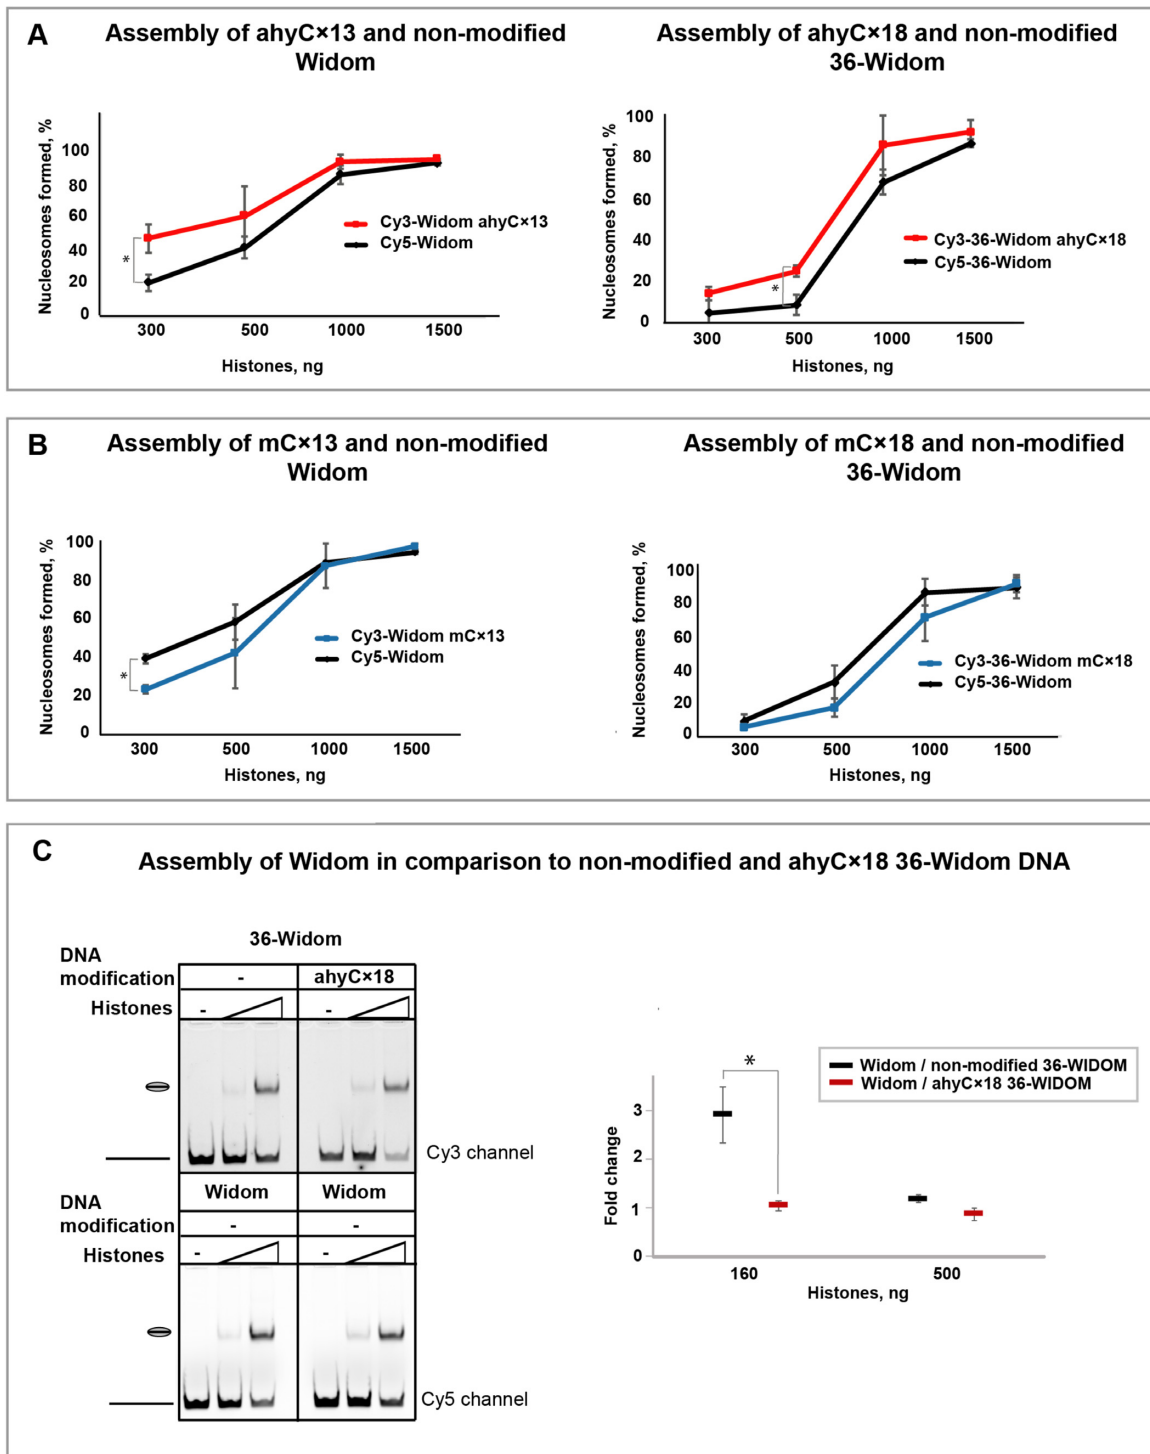 A
Assembly of ahyC×13 and non-modified
Widom
Nucleosomes formed, %
100
80
60
40
20
0
*
Cy3-Widom ahyC×13
Cy5-Widom
300 500 1000 1500
Histones, ng
Assembly of ahyC×18 and non-modified
36-Widom
Nucleosomes formed, %
100
80
60
40
20
0
*
Cy3-36-Widom ahyC×18
Cy5-36-Widom
300 500 1000 1500
Histones, ng
B
Assembly of mC×13 and non-modified
Widom
Nucleosomes formed, %
100
80
60
40
20
0
*
Cy3-Widom mC×13
Cy5-Widom
300 500 1000 1500
Histones, ng
Assembly of mC×18 and non-modified
36-Widom
Nucleosomes formed, %
100
80
60
40
20
0
Cy3-36-Widom mC×18
Cy5-36-Widom
300 500 1000 1500
Histones, ng
C
Assembly of Widom in comparison to non-modified and ahyC×18 36-Widom DNA
36-Widom
DNA
modification - ahyC×18
Histones - -
Cy3 channel
Widom Widom
DNA
modification - -
Histones - -
Cy5 channel
*
Widom / non-modified 36-WIDOM
Widom / ahyC×18 36-WIDOM
Fold change
3
2
1
0
160 500
Histones, ng